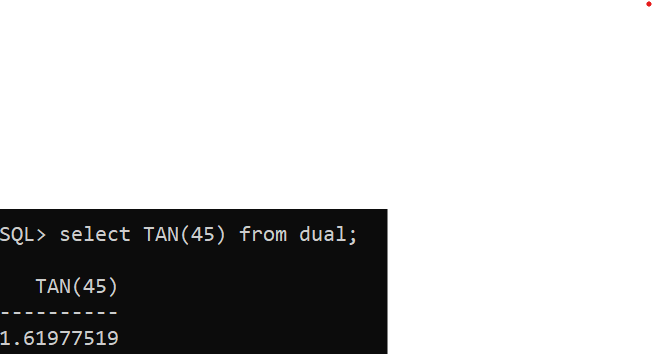 SQL> select TAN(45) from dual;
TAN(45)
----------
1.61977519